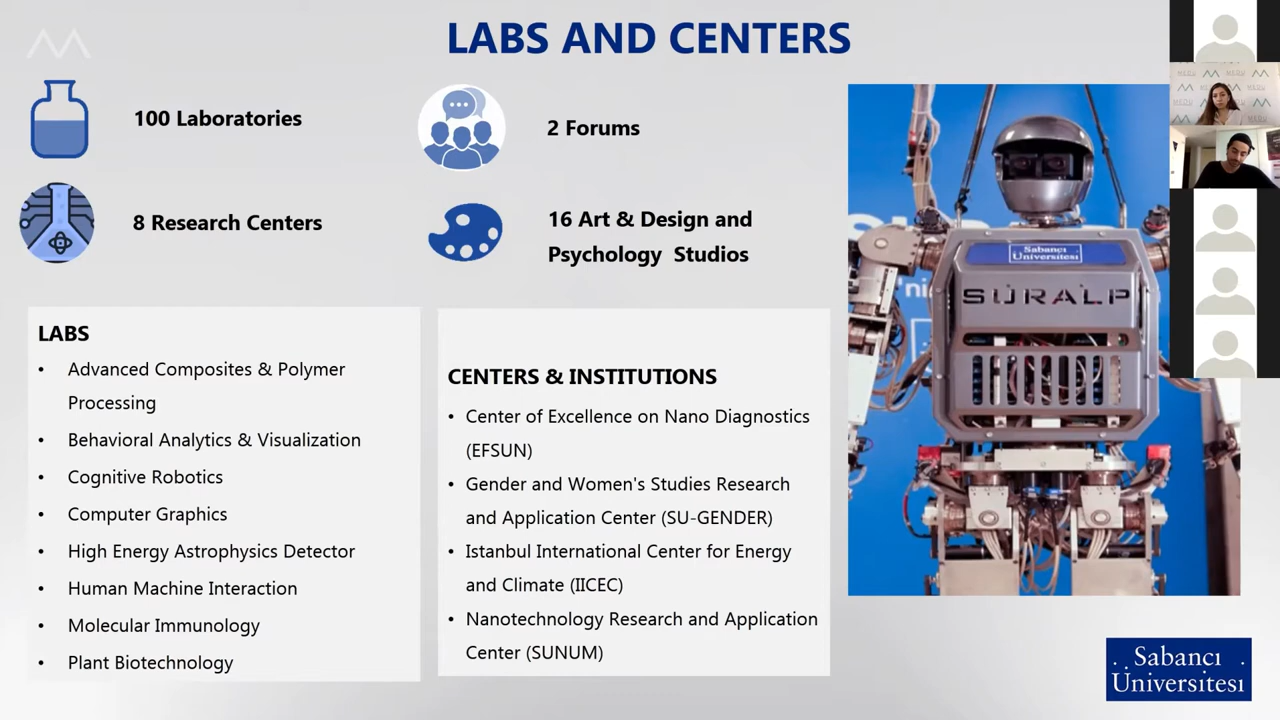 LABS AND CENTERS
100 Laboratories
2 Forums
8 Research Centers
16 Art & Design and
Psychology Studios
LABS
• Advanced Composites & Polymer
Processing
• Behavioral Analytics & Visualization
• Cognitive Robotics
• Computer Graphics
• High Energy Astrophysics Detector
• Human Machine Interaction
• Molecular Immunology
• Plant Biotechnology
CENTERS & INSTITUTIONS
• Center of Excellence on Nano Diagnostics
(EFSUN)
• Gender and Women's Studies Research
and Application Center (SU-GENDER)
• Istanbul International Center for Energy
and Climate (IICEC)
• Nanotechnology Research and Application
Center (SUNUM)
Sabancı
Üniversitesi
SURALP
Sabancı
Üniversitesi